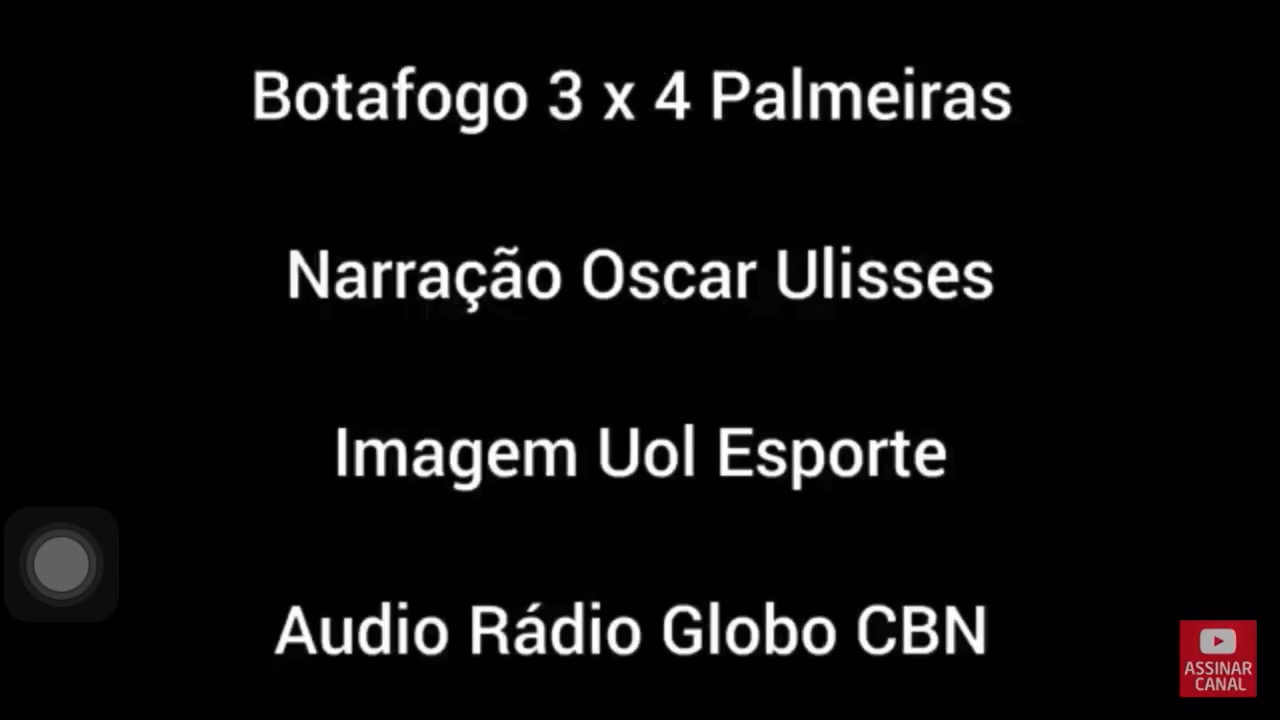 Botafogo 3 x 4 Palmeiras
Narração Oscar Ulisses
Imagem Uol Esporte
Audio Rádio Globo CBN
ASSINAR
CANAL